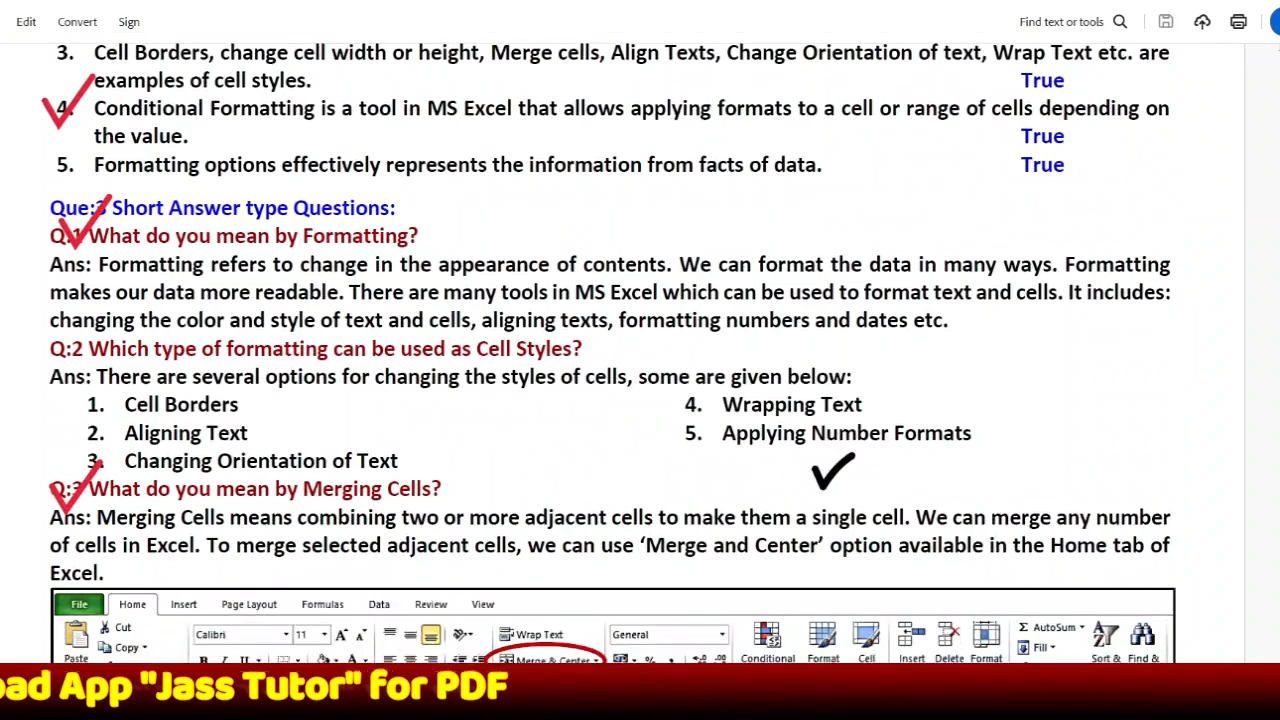 Edit Convert Sign Find text or tools
3. Cell Borders, change cell width or height, Merge cells, Align Texts, Change Orientation of text, Wrap Text etc. are
examples of cell styles. True
4. Conditional Formatting is a tool in MS Excel that allows applying formats to a cell or range of cells depending on
the value. True
5. Formatting options effectively represents the information from facts of data. True
Que:3 Short Answer type Questions:
Q:1 What do you mean by Formatting?
Ans: Formatting refers to change in the appearance of contents. We can format the data in many ways. Formatting
makes our data more readable. There are many tools in MS Excel which can be used to format text and cells. It includes:
changing the color and style of text and cells, aligning texts, formatting numbers and dates etc.
Q:2 Which type of formatting can be used as Cell Styles?
Ans: There are several options for changing the styles of cells, some are given below:
1. Cell Borders 4. Wrapping Text
2. Aligning Text 5. Applying Number Formats
3. Changing Orientation of Text
Q:3 What do you mean by Merging Cells?
Ans: Merging Cells means combining two or more adjacent cells to make them a single cell. We can merge any number
of cells in Excel. To merge selected adjacent cells, we can use ‘Merge and Center’ option available in the Home tab of
Excel.
File Home Insert Page Layout Formulas Data Review View
Cut Calibri 11 Wrap Text General AutoSum
Copy Fill
Paste B I U Merge & Center % Conditional Format Cell Insert Delete Format Sort & Find &
oad App "Jass Tutor" for PDF